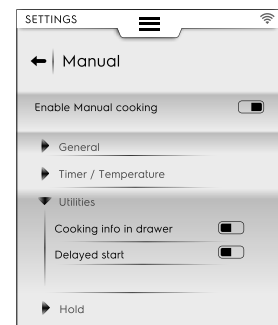 SETTINGS
Manual
Enable Manual cooking
General
Timer / Temperature
Utilities
Cooking info in drawer
Delayed start
Hold